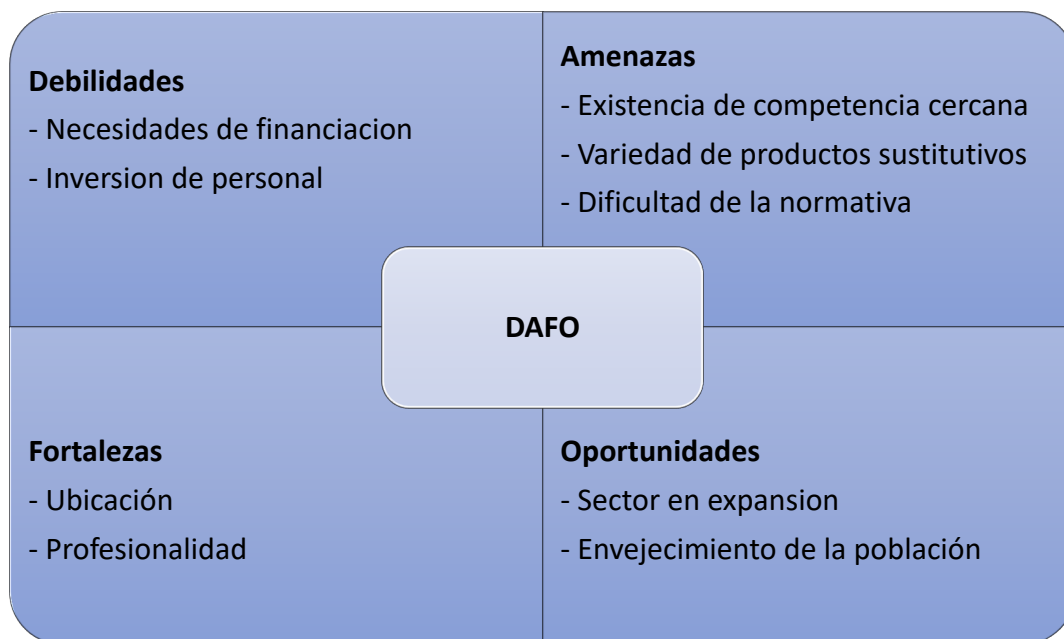 Debilidades
- Necesidades de financiacion
- Inversion de personal
Amenazas
- Existencia de competencia cercana
- Variedad de productos sustitutivos
- Dificultad de la normativa
DAFO
Fortalezas
- Ubicación
- Profesionalidad
Oportunidades
- Sector en expansion
- Envejecimiento de la población